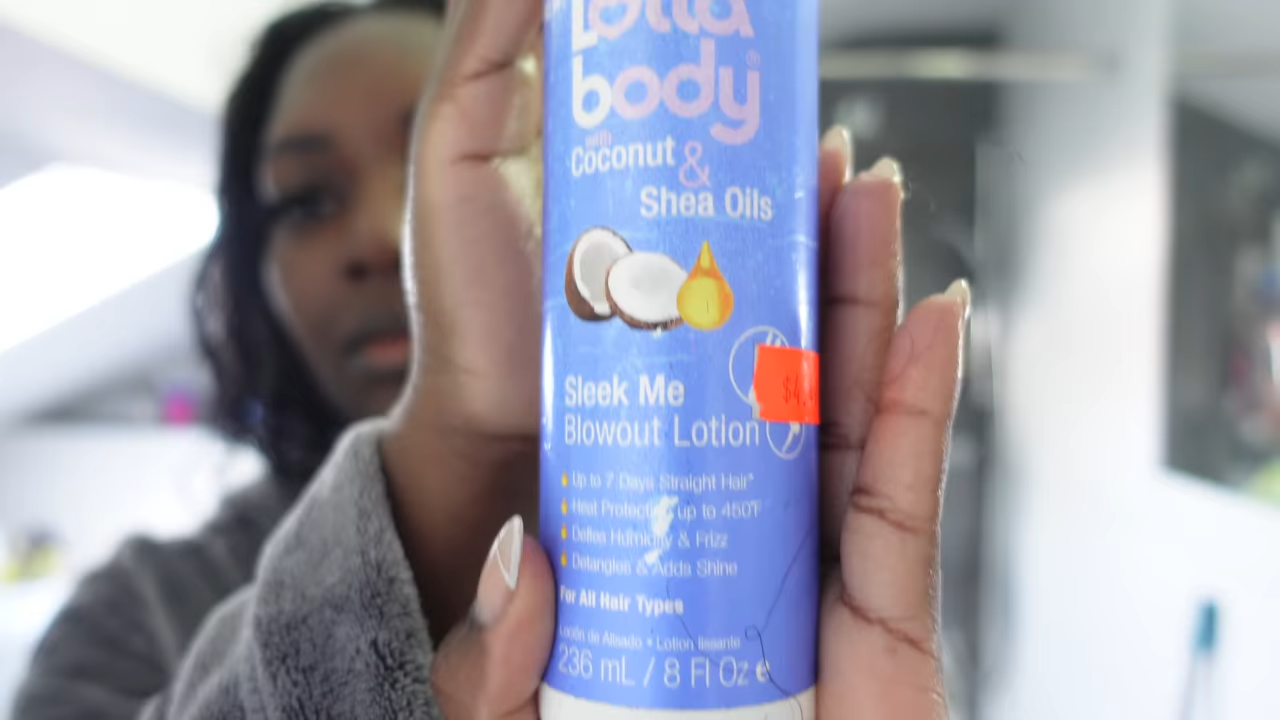 Lotta
body®
with
Coconut &
Shea Oils
Sleek Me
Blowout Lotion
Up to 7 Days Straight Hair*
Heat Protection up to 450°F
Defies Humidity & Frizz
Detangles & Adds Shine
For All Hair Types
Loción de Alisado • Lotion lissante
236 mL / 8 Fl Oz e
$4.